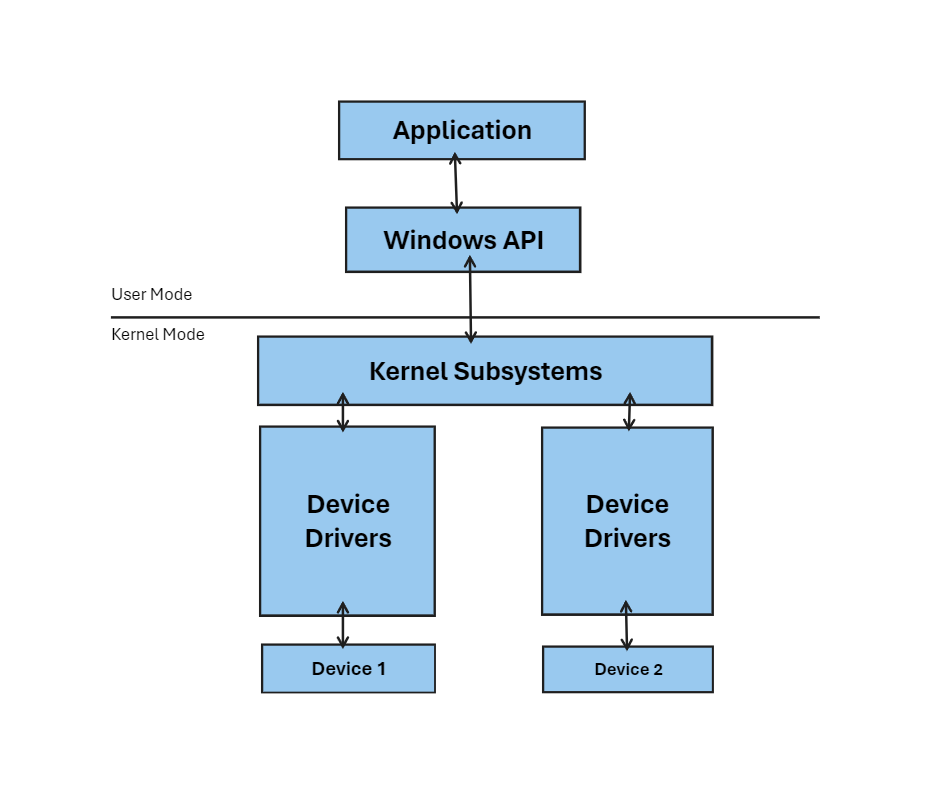 Application
Windows API
User Mode
Kernel Mode
Kernel Subsystems
Device
Drivers
Device
Drivers
Device 1
Device 2